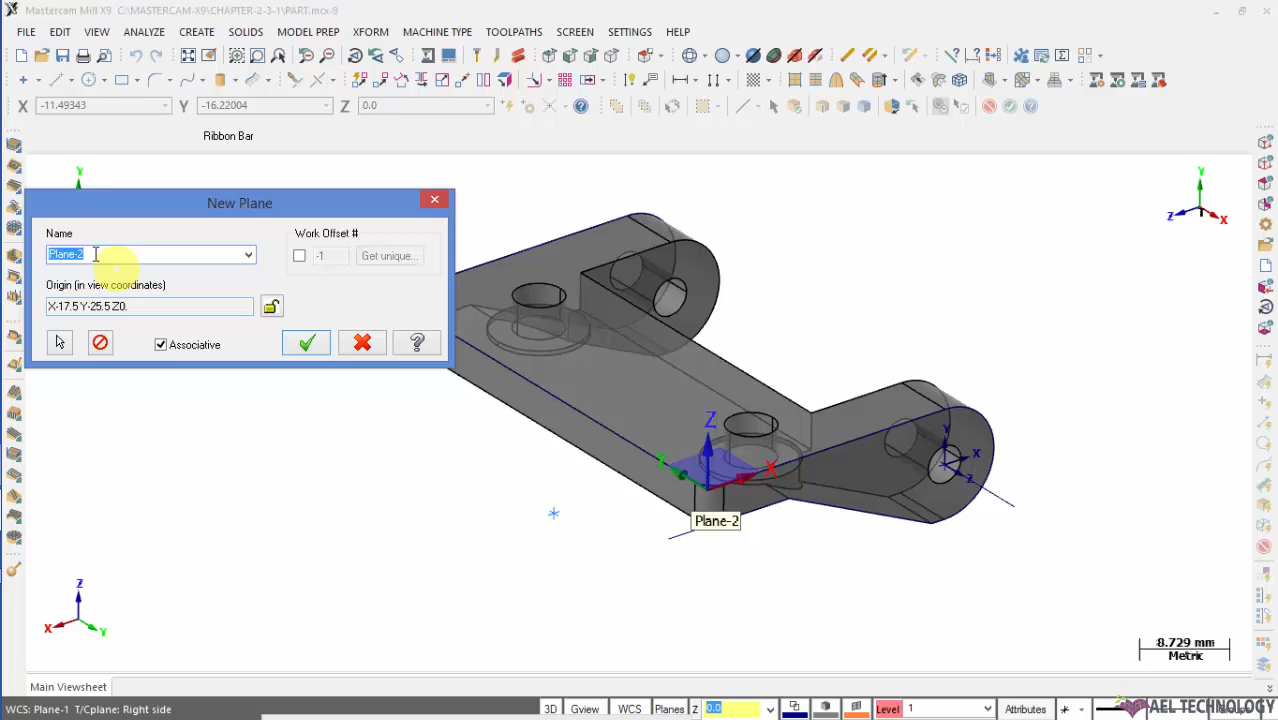 Mastercam Mill X9 C:\MASTERCAM-X9\CHAPTER-2-3-1\PART.mcx-9
FILE EDIT VIEW ANALYZE CREATE SOLIDS MODEL PREP XFORM MACHINE TYPE TOOLPATHS SCREEN SETTINGS HELP
X -11.49343 Y -16.22004 Z 0.0
Ribbon Bar
Y
Y
Z X
New Plane
Name
Work Offset #
Plane-2
-1 Get unique...
Origin (in view coordinates)
X-17.5 Y-25.5 Z0.
Associative
Z
Y X
Y
X
Z
Plane-2
Z
X Y
8.729 mm
Metric
Main Viewsheet
WCS: Plane-1 T/Cplane: Right side 3D Gview WCS Planes Z 0.0 Level 1 Attributes
AEL TECHNOLOGY